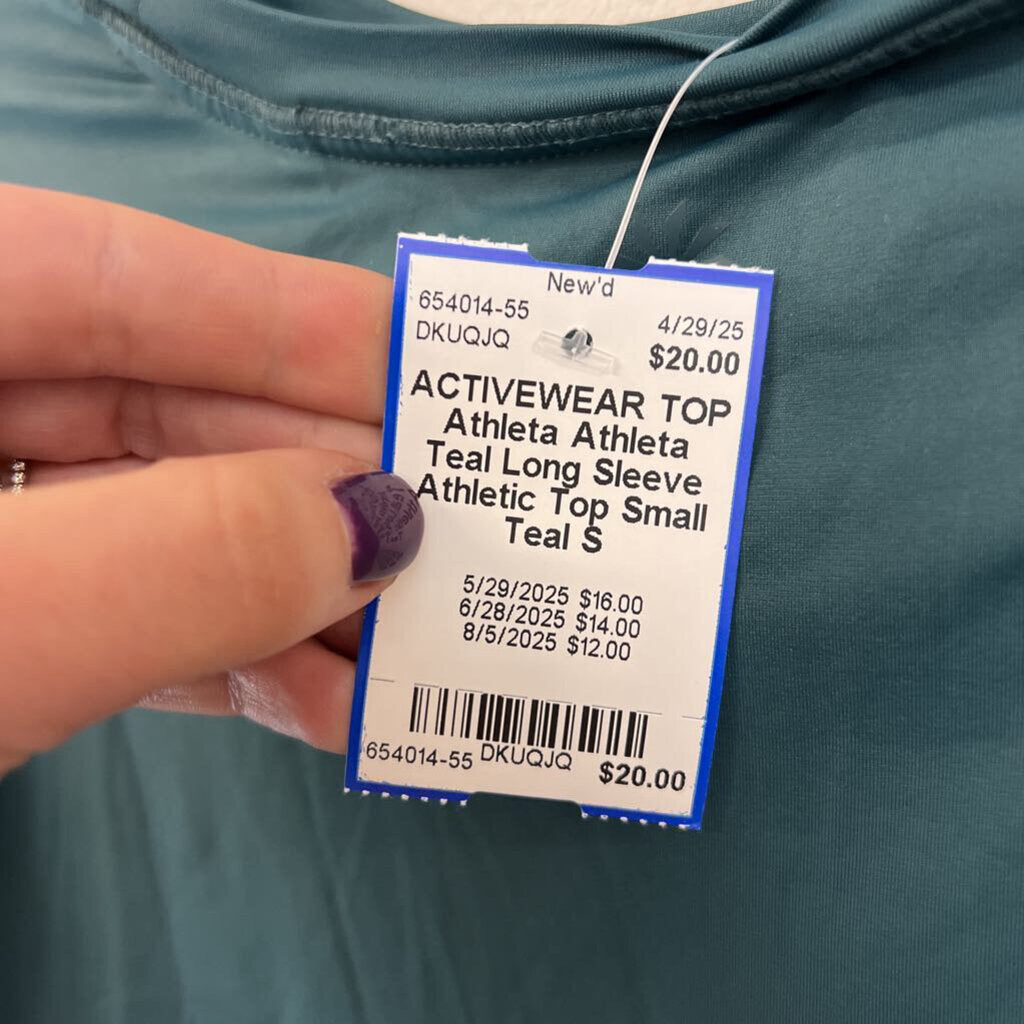 New'd
654014-55
DKUQJQ
4/29/25
$20.00
ACTIVEWEAR TOP
Athleta Athleta
Teal Long Sleeve
Athletic Top Small
Teal S
5/29/2025 $16.00
6/28/2025 $14.00
8/5/2025 $12.00
654014-55 DKUQJQ $20.00